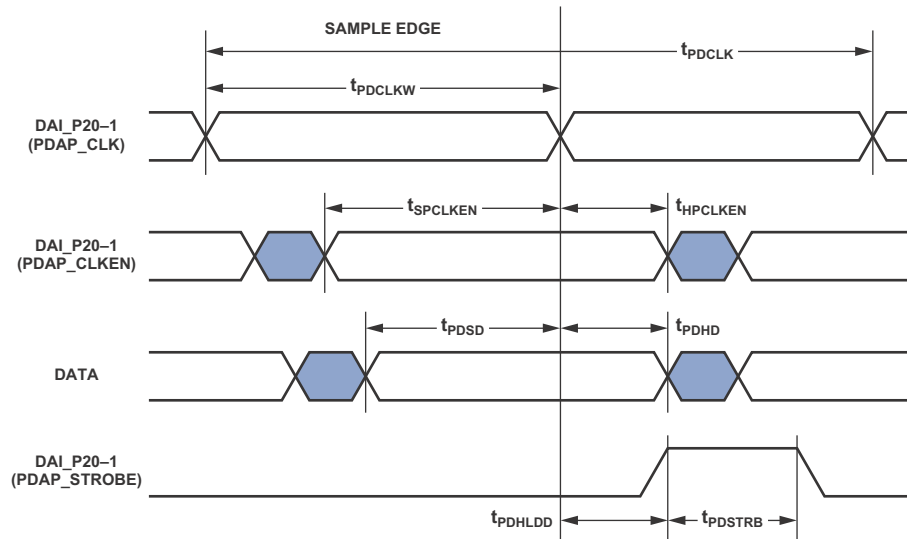 SAMPLE EDGE
tPDCLK
tPDCLKW
DAI_P20–1
(PDAP_CLK)
tSPCLKEN
tHPCLKEN
DAI_P20–1
(PDAP_CLKEN)
tPDSD
tPDHD
DATA
DAI_P20–1
(PDAP_STROBE)
tPDHLDD
tPDSTRB